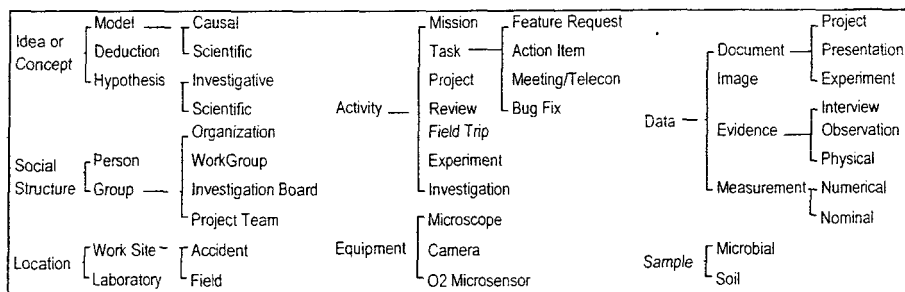 Idea or
Concept
Model
Causal
Deduction
Scientific
Hypothesis
Investigative
Scientific
Social
Structure
Person
Group
Organization
WorkGroup
Investigation Board
Project Team
Location
Work Site
Accident
Laboratory
Field
Activity
Mission
Task
Feature Request
Action Item
Meeting/Telecon
Bug Fix
Project
Review
Field Trip
Experiment
Investigation
Equipment
Microscope
Camera
O2 Microsensor
Data
Document
Project
Presentation
Experiment
Image
Evidence
Interview
Observation
Physical
Measurement
Numerical
Nominal
Sample
Microbial
Soil